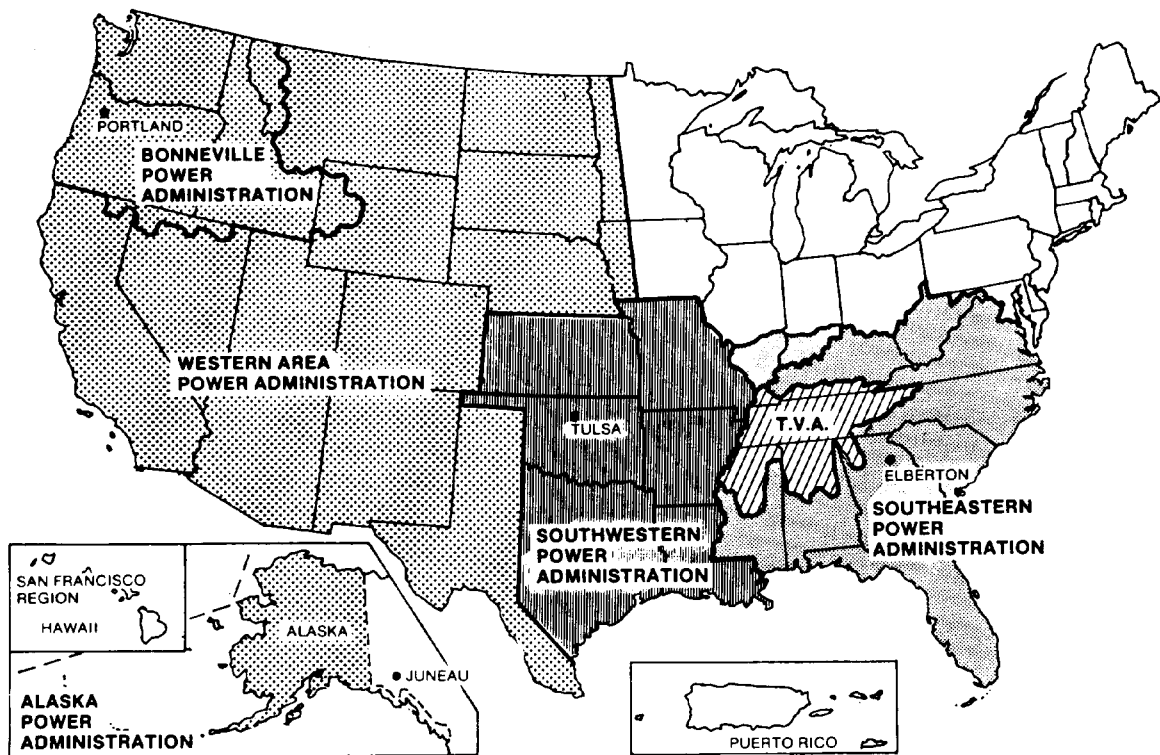 PORTLAND
BONNEVILLE
POWER
ADMINISTRATION
WESTERN AREA
POWER ADMINISTRATION
TULSA
T.V.A.
ELBERTON
SOUTHEASTERN
POWER
ADMINISTRATION
SOUTHWESTERN
POWER
ADMINISTRATION
SAN FRANCISCO
REGION
HAWAII
ALASKA
JUNEAU
ALASKA
POWER
ADMINISTRATION
PUERTO RICO